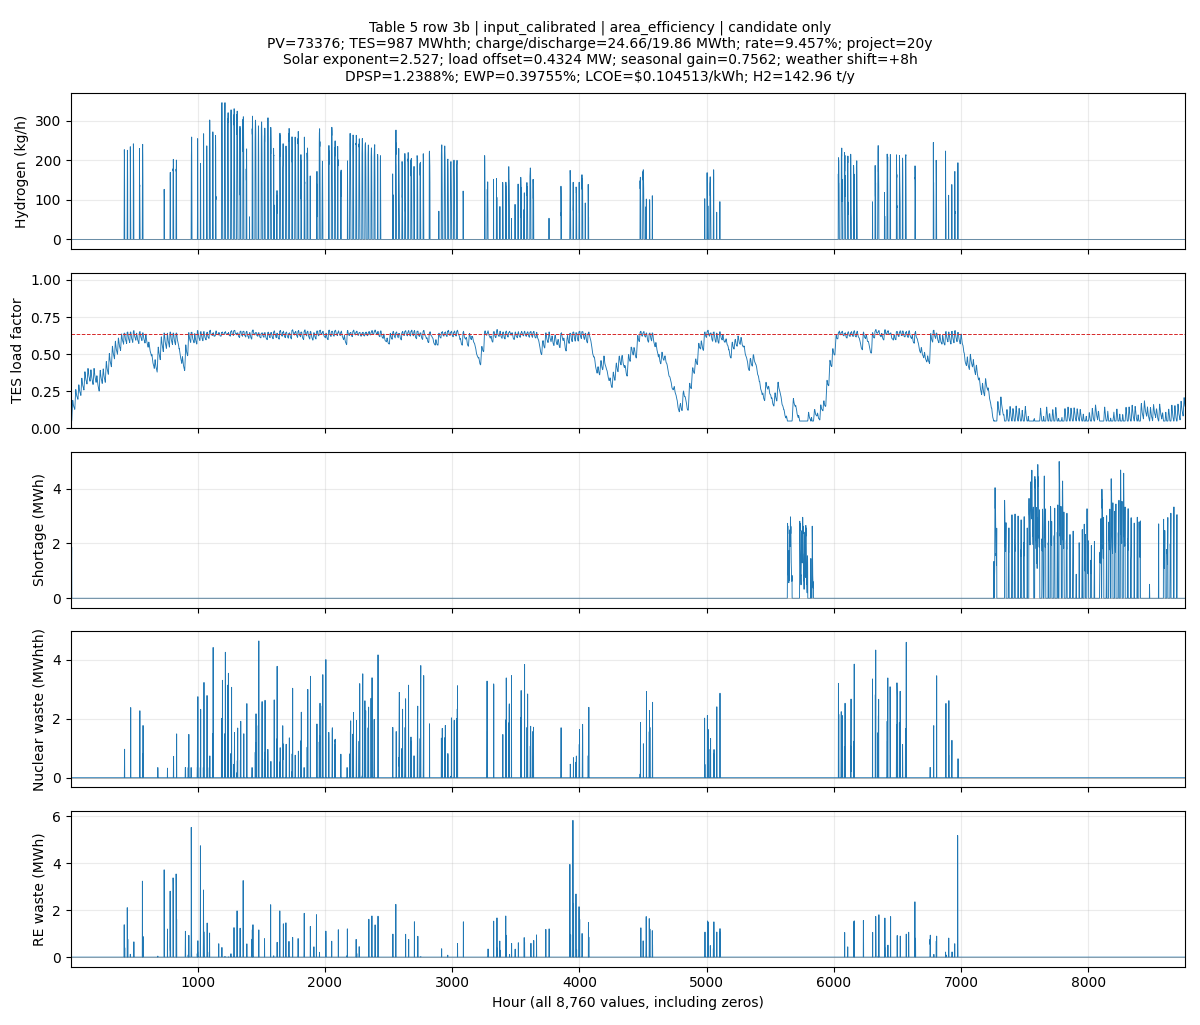 Table 5 row 3b | input_calibrated | area_efficiency | candidate only
PV=73376; TES=987 MWhth; charge/discharge=24.66/19.86 MWth; rate=9.457%; project=20y
Solar exponent=2.527; load offset=0.4324 MW; seasonal gain=0.7562; weather shift=+8h
DPSP=1.2388%; EWP=0.39755%; LCOE=$0.104513/kWh; H2=142.96 t/y
Hydrogen (kg/h)
300
200
100
0
TES load factor
1.00
0.75
0.50
0.25
0.00
Shortage (MWh)
4
2
0
Nuclear waste (MWhth)
4
2
0
RE waste (MWh)
6
4
2
0
1000 2000 3000 4000 5000 6000 7000 8000
Hour (all 8,760 values, including zeros)